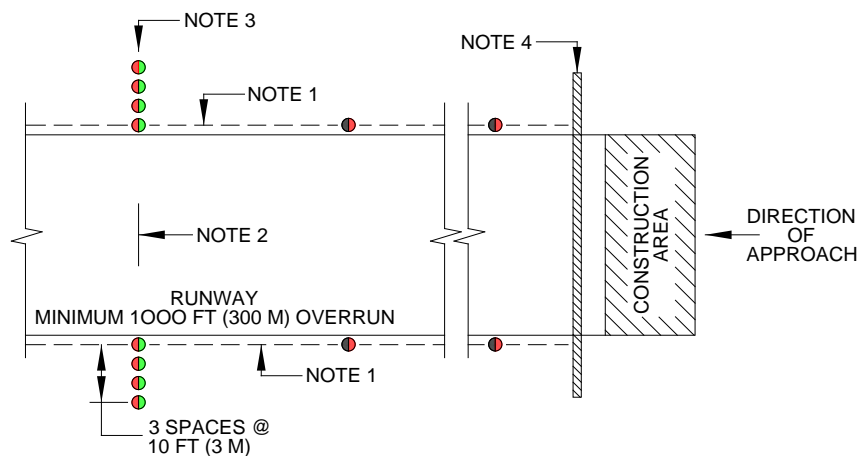 NOTE 3
NOTE 4
NOTE 1
NOTE 2
CONSTRUCTION
AREA
DIRECTION
OF
APPROACH
RUNWAY
MINIMUM 1OOO FT (300 M) OVERRUN
NOTE 1
3 SPACES @
10 FT (3 M)